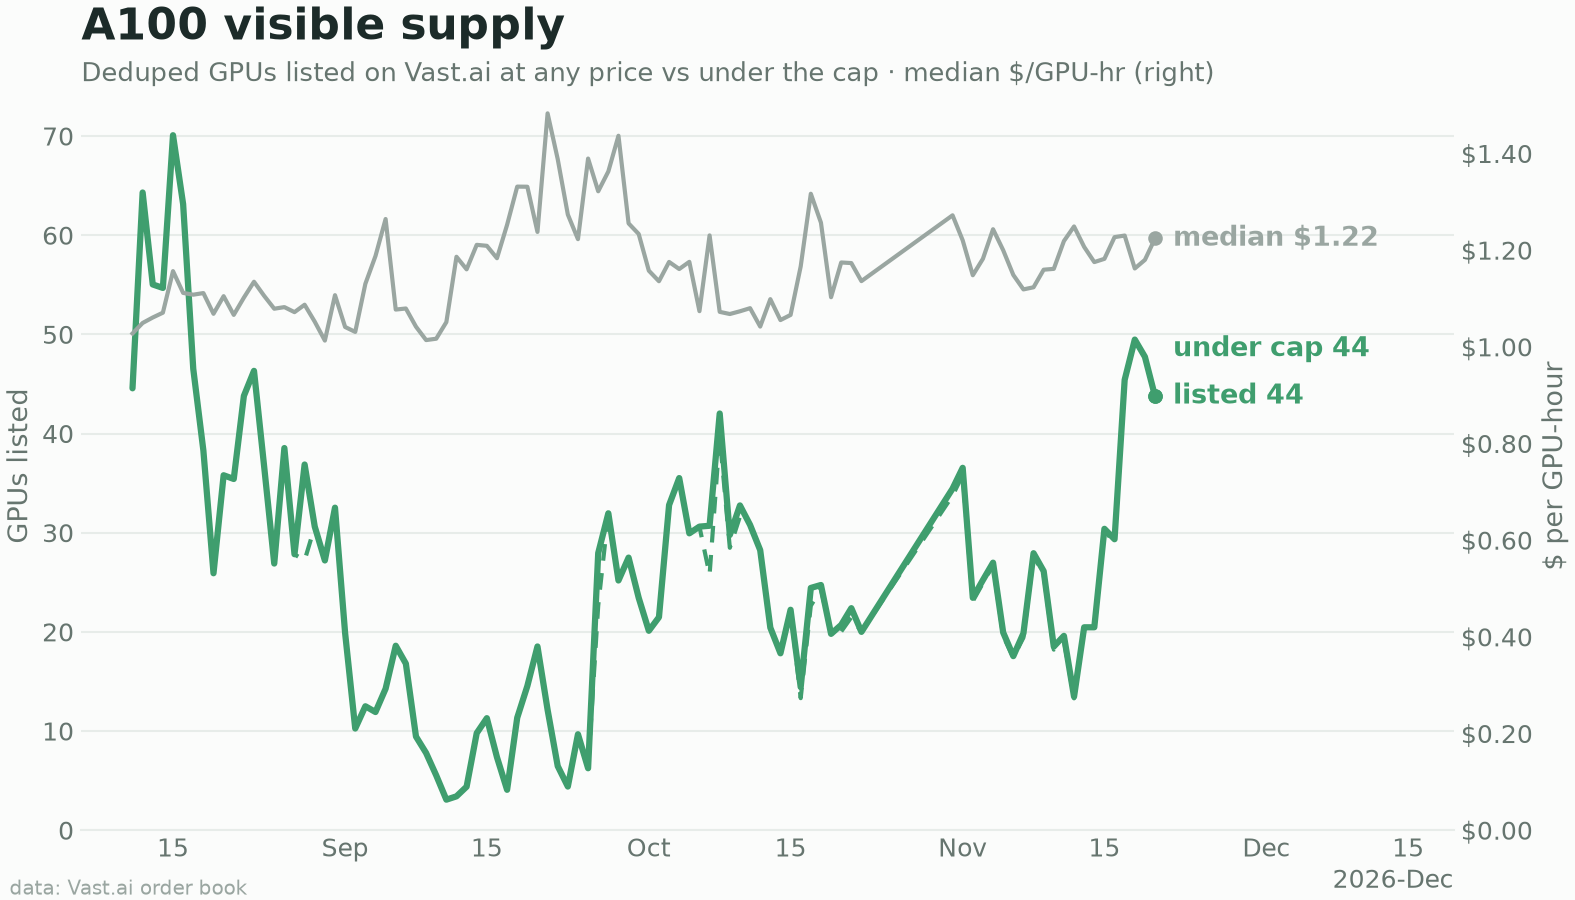 A100 visible supply
Deduped GPUs listed on Vast.ai at any price vs under the cap · median $/GPU-hr (right)
GPUs listed
70
60
50
40
30
20
10
0
$1.40
$1.20
$1.00
$0.80
$0.60
$0.40
$0.20
$0.00
$ per GPU-hour
median $1.22
under cap 44
listed 44
15
Sep
15
Oct
15
Nov
15
Dec
15
2026-Dec
data: Vast.ai order book